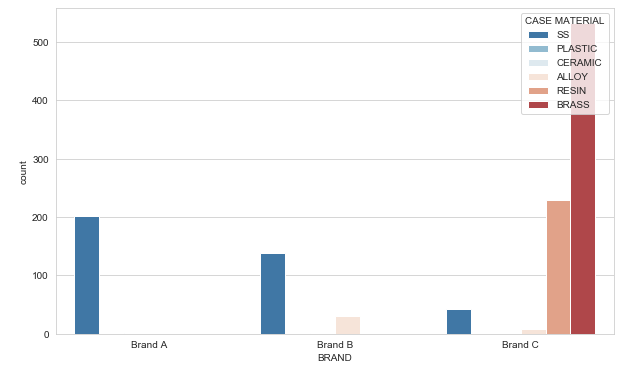 CASE MATERIAL
SS
PLASTIC
CERAMIC
ALLOY
RESIN
BRASS
500
400
300
200
100
0
count
Brand A
Brand B
Brand C
BRAND